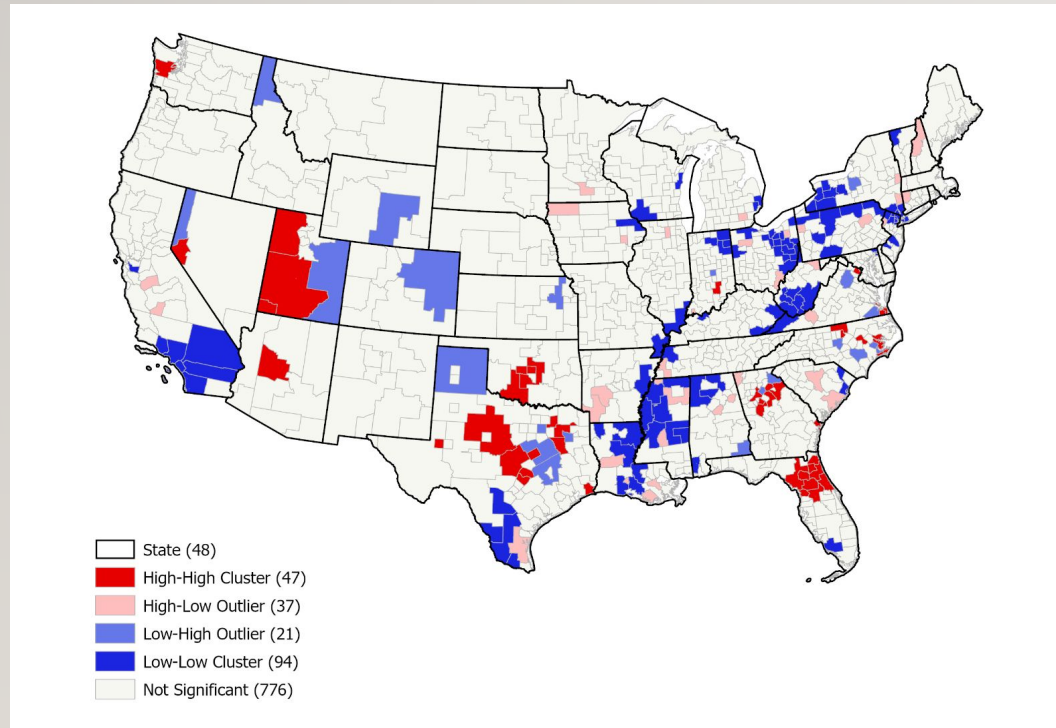 State (48)
High-High Cluster (47)
High-Low Outlier (37)
Low-High Outlier (21)
Low-Low Cluster (94)
Not Significant (776)